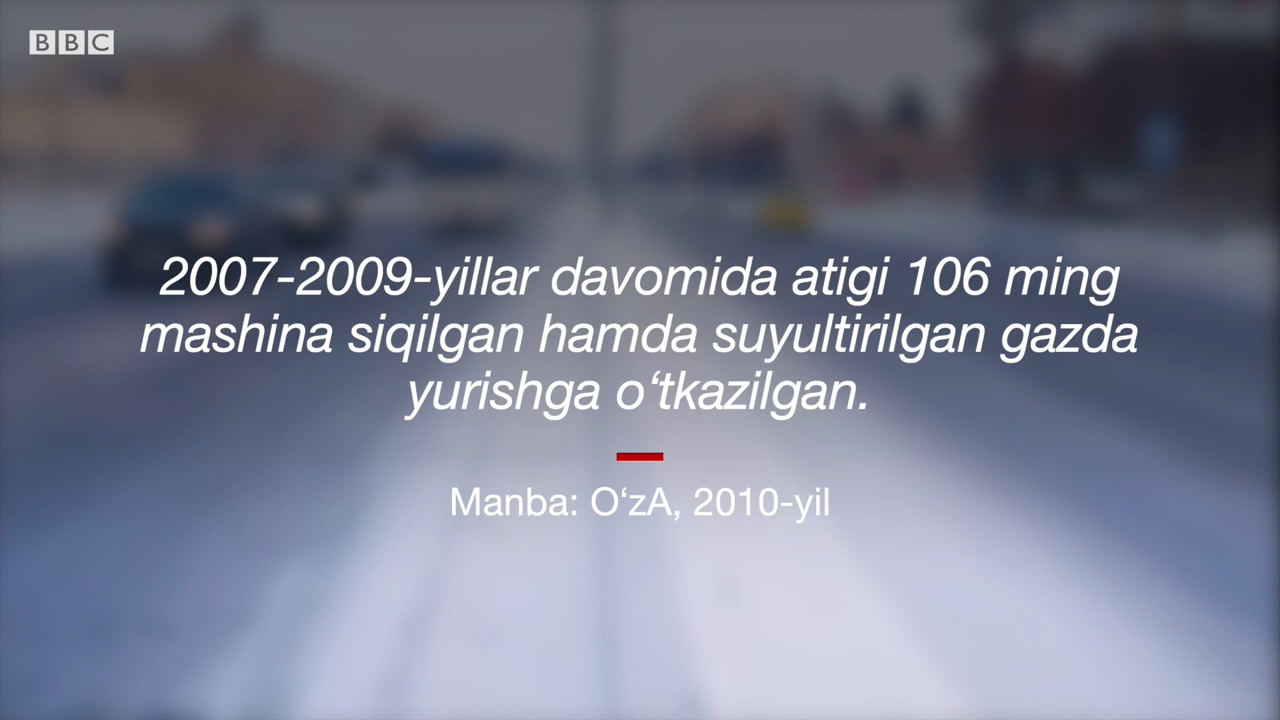 BBC
2007-2009-yillar davomida atigi 106 ming
mashina siqilgan hamda suyultirilgan gazda
yurishga o‘tkazilgan.
Manba: O‘zA, 2010-yil